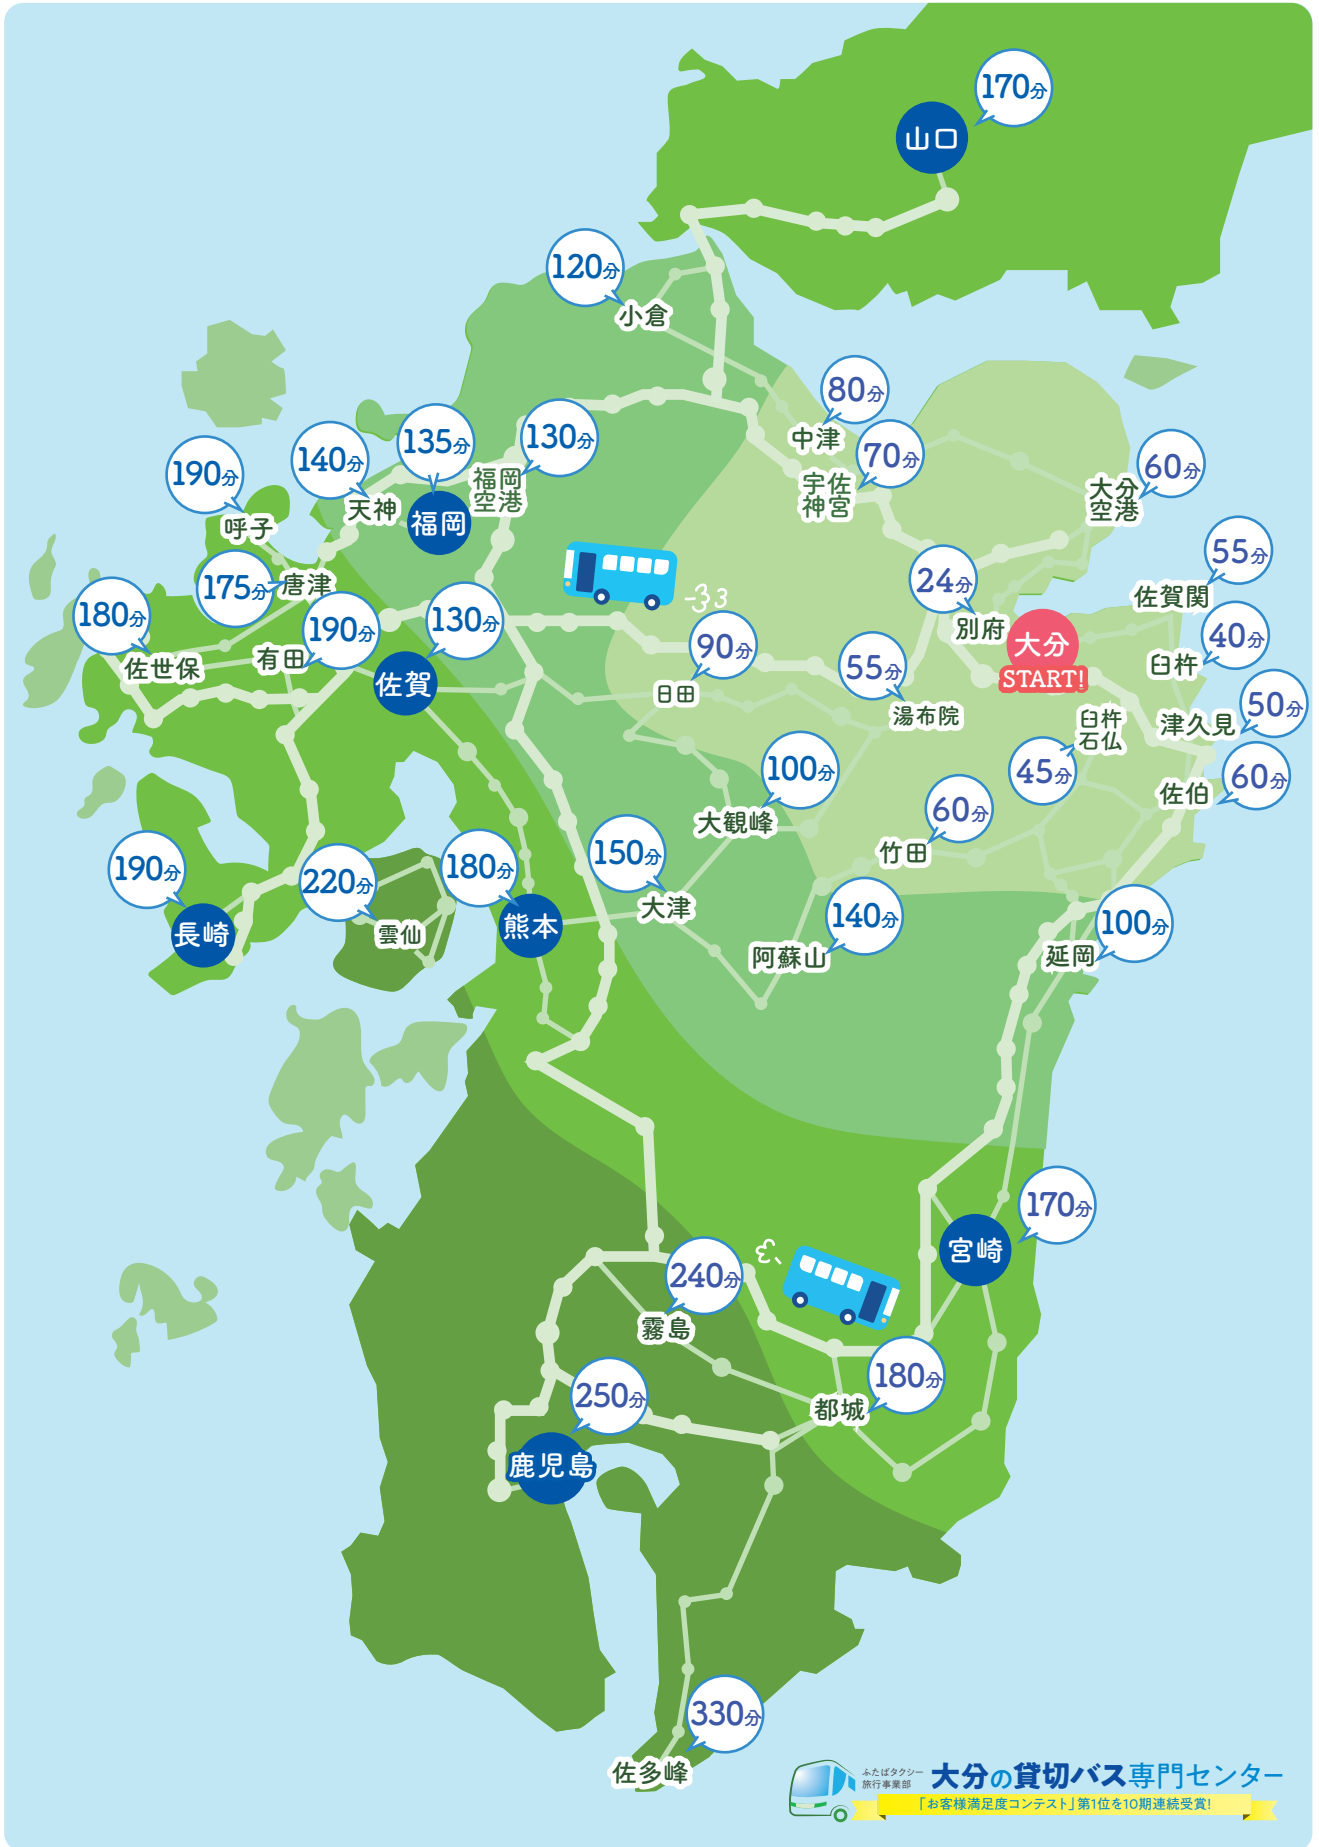 170分
山口
120分
小倉
80分
中津
70分
宇佐
神宮
60分
大分
空港
130分
福岡
空港
135分
福岡
140分
天神
190分
呼子
175分
唐津
180分
佐世保
190分
有田
130分
佐賀
90分
日田
55分
湯布院
24分
別府
大分
START!
55分
佐賀関
40分
臼杵
50分
津久見
臼杵
石仏
45分
60分
佐伯
100分
大観峰
60分
竹田
190分
長崎
220分
雲仙
180分
熊本
150分
大津
140分
阿蘇山
100分
延岡
170分
宮崎
240分
霧島
180分
都城
250分
鹿児島
330分
佐多峰
ふたばタクシー
旅行事業部
大分の貸切バス専門センター
「お客様満足度コンテスト」第1位を10期連続受賞!